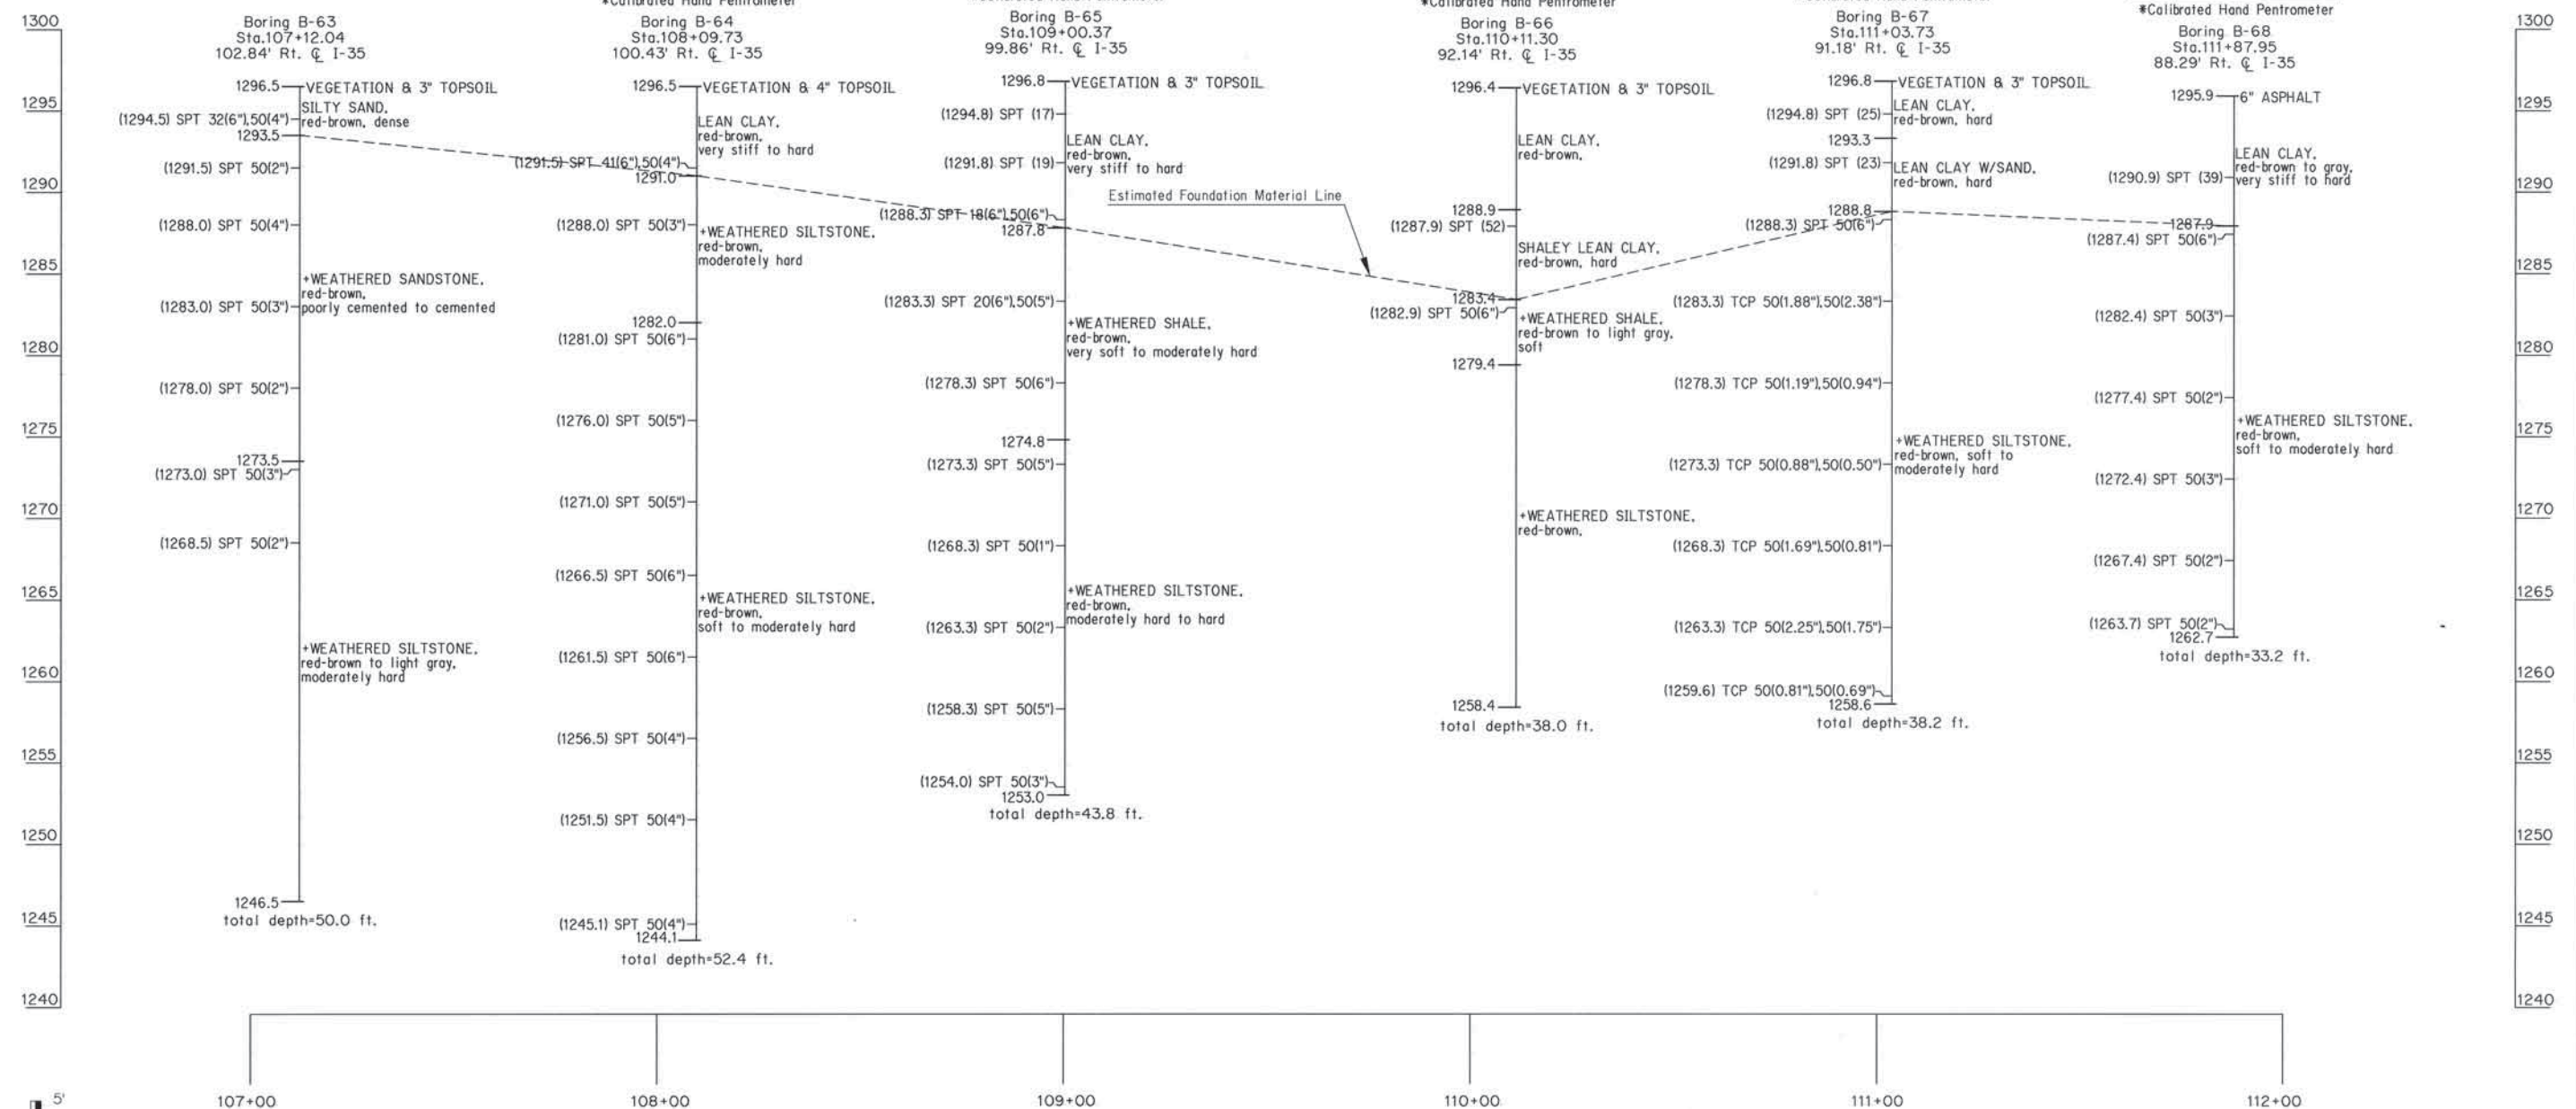 *Calibrated Hand Pentrometer
*Calibrated Hand Pentrometer
*Calibrated Hand Pentrometer
1300
1295
1290
1285
1280
1275
1270
1265
1260
1255
1250
1245
1240
Boring B-63
Sta.107+12.04
102.84' Rt. ℄ I-35
1296.5
VEGETATION & 3" TOPSOIL
SILTY SAND,
red-brown, dense
(1294.5) SPT 32(6"),50(4")
1293.5
(1291.5) SPT 50(2")
(1288.0) SPT 50(4")
+WEATHERED SANDSTONE,
red-brown,
poorly cemented to cemented
(1283.0) SPT 50(3")
(1278.0) SPT 50(2")
1273.5
(1273.0) SPT 50(3")
(1268.5) SPT 50(2")
+WEATHERED SILTSTONE,
red-brown to light gray,
moderately hard
1246.5
total depth=50.0 ft.
Boring B-64
Sta.108+09.73
100.43' Rt. ℄ I-35
1296.5
VEGETATION & 4" TOPSOIL
LEAN CLAY,
red-brown,
very stiff to hard
(1291.5) SPT 41(6"),50(4")
1291.0
(1288.0) SPT 50(3")
+WEATHERED SILTSTONE,
red-brown,
moderately hard
1282.0
(1281.0) SPT 50(6")
(1276.0) SPT 50(5")
(1271.0) SPT 50(5")
(1266.5) SPT 50(6")
+WEATHERED SILTSTONE,
red-brown,
soft to moderately hard
(1261.5) SPT 50(6")
(1256.5) SPT 50(4")
(1251.5) SPT 50(4")
(1245.1) SPT 50(4")
1244.1
total depth=52.4 ft.
Boring B-65
Sta.109+00.37
99.86' Rt. ℄ I-35
1296.8
VEGETATION & 3" TOPSOIL
(1294.8) SPT (17)
LEAN CLAY,
red-brown,
very stiff to hard
(1291.8) SPT (19)
(1288.3) SPT 18(6"),50(6")
1287.8
(1283.3) SPT 20(6"),50(5")
+WEATHERED SHALE,
red-brown,
very soft to moderately hard
(1278.3) SPT 50(6")
1274.8
(1273.3) SPT 50(5")
(1268.3) SPT 50(1")
+WEATHERED SILTSTONE,
red-brown,
moderately hard to hard
(1263.3) SPT 50(2")
(1258.3) SPT 50(5")
(1254.0) SPT 50(3")
1253.0
total depth=43.8 ft.
Estimated Foundation Material Line
Boring B-66
Sta.110+11.30
92.14' Rt. ℄ I-35
1296.4
VEGETATION & 3" TOPSOIL
LEAN CLAY,
red-brown,
1288.9
(1287.9) SPT (52)
SHALEY LEAN CLAY,
red-brown, hard
1283.4
(1282.9) SPT 50(6")
+WEATHERED SHALE,
red-brown to light gray,
soft
1279.4
+WEATHERED SILTSTONE,
red-brown,
1258.4
total depth=38.0 ft.
Boring B-67
Sta.111+03.73
91.18' Rt. ℄ I-35
1296.8
VEGETATION & 3" TOPSOIL
(1294.8) SPT (25)
LEAN CLAY,
red-brown, hard
1293.3
(1291.8) SPT (23)
LEAN CLAY W/SAND,
red-brown, hard
1288.8
(1288.3) SPT 50(6")
(1283.3) TCP 50(1.88"),50(2.38")
(1278.3) TCP 50(1.19"),50(0.94")
+WEATHERED SILTSTONE,
red-brown, soft to
moderately hard
(1273.3) TCP 50(0.88"),50(0.50")
(1268.3) TCP 50(1.69"),50(0.81")
(1263.3) TCP 50(2.25"),50(1.75")
(1259.6) TCP 50(0.81"),50(0.69")
1258.6
total depth=38.2 ft.
Boring B-68
Sta.111+87.95
88.29' Rt. ℄ I-35
1295.9
6" ASPHALT
LEAN CLAY,
red-brown to gray,
very stiff to hard
(1290.9) SPT (39)
1287.9
(1287.4) SPT 50(6")
(1282.4) SPT 50(3")
(1277.4) SPT 50(2")
+WEATHERED SILTSTONE,
red-brown,
soft to moderately hard
(1272.4) SPT 50(3")
(1267.4) SPT 50(2")
(1263.7) SPT 50(2")
1262.7
total depth=33.2 ft.
1300
1295
1290
1285
1280
1275
1270
1265
1260
1255
1250
1245
1240
5'
107+00
108+00
109+00
110+00
111+00
112+00